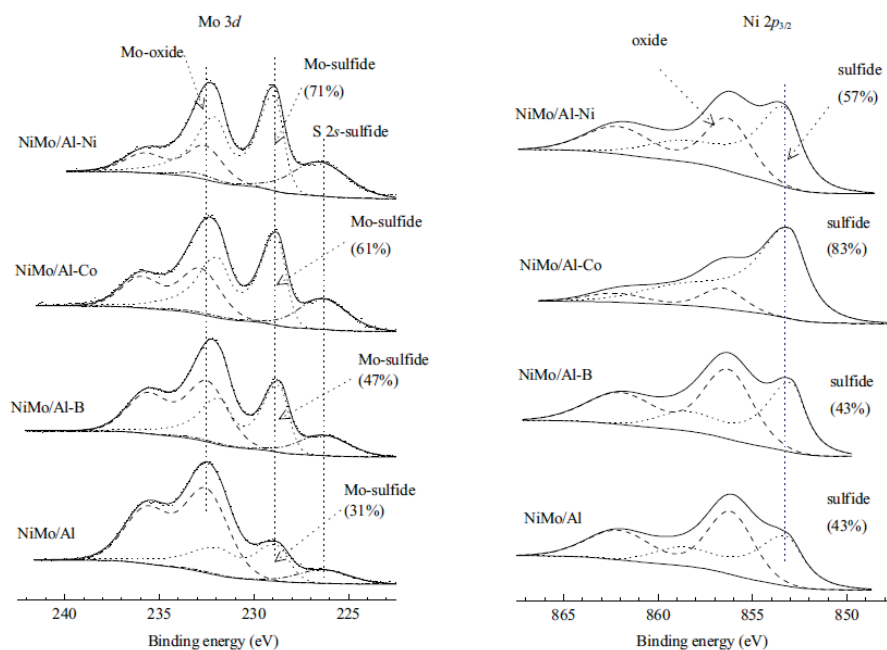 Mo 3d
Mo-oxide
Mo-sulfide
(71%)
S 2s-sulfide
NiMo/Al-Ni
Mo-sulfide
(61%)
NiMo/Al-Co
Mo-sulfide
(47%)
NiMo/Al-B
Mo-sulfide
(31%)
NiMo/Al
240 235 230 225
Binding energy (eV)
Ni 2p3/2
oxide
sulfide
(57%)
NiMo/Al-Ni
sulfide
(83%)
NiMo/Al-Co
NiMo/Al-B
sulfide
(43%)
sulfide
(43%)
NiMo/Al
865 860 855 850
Binding energy (eV)